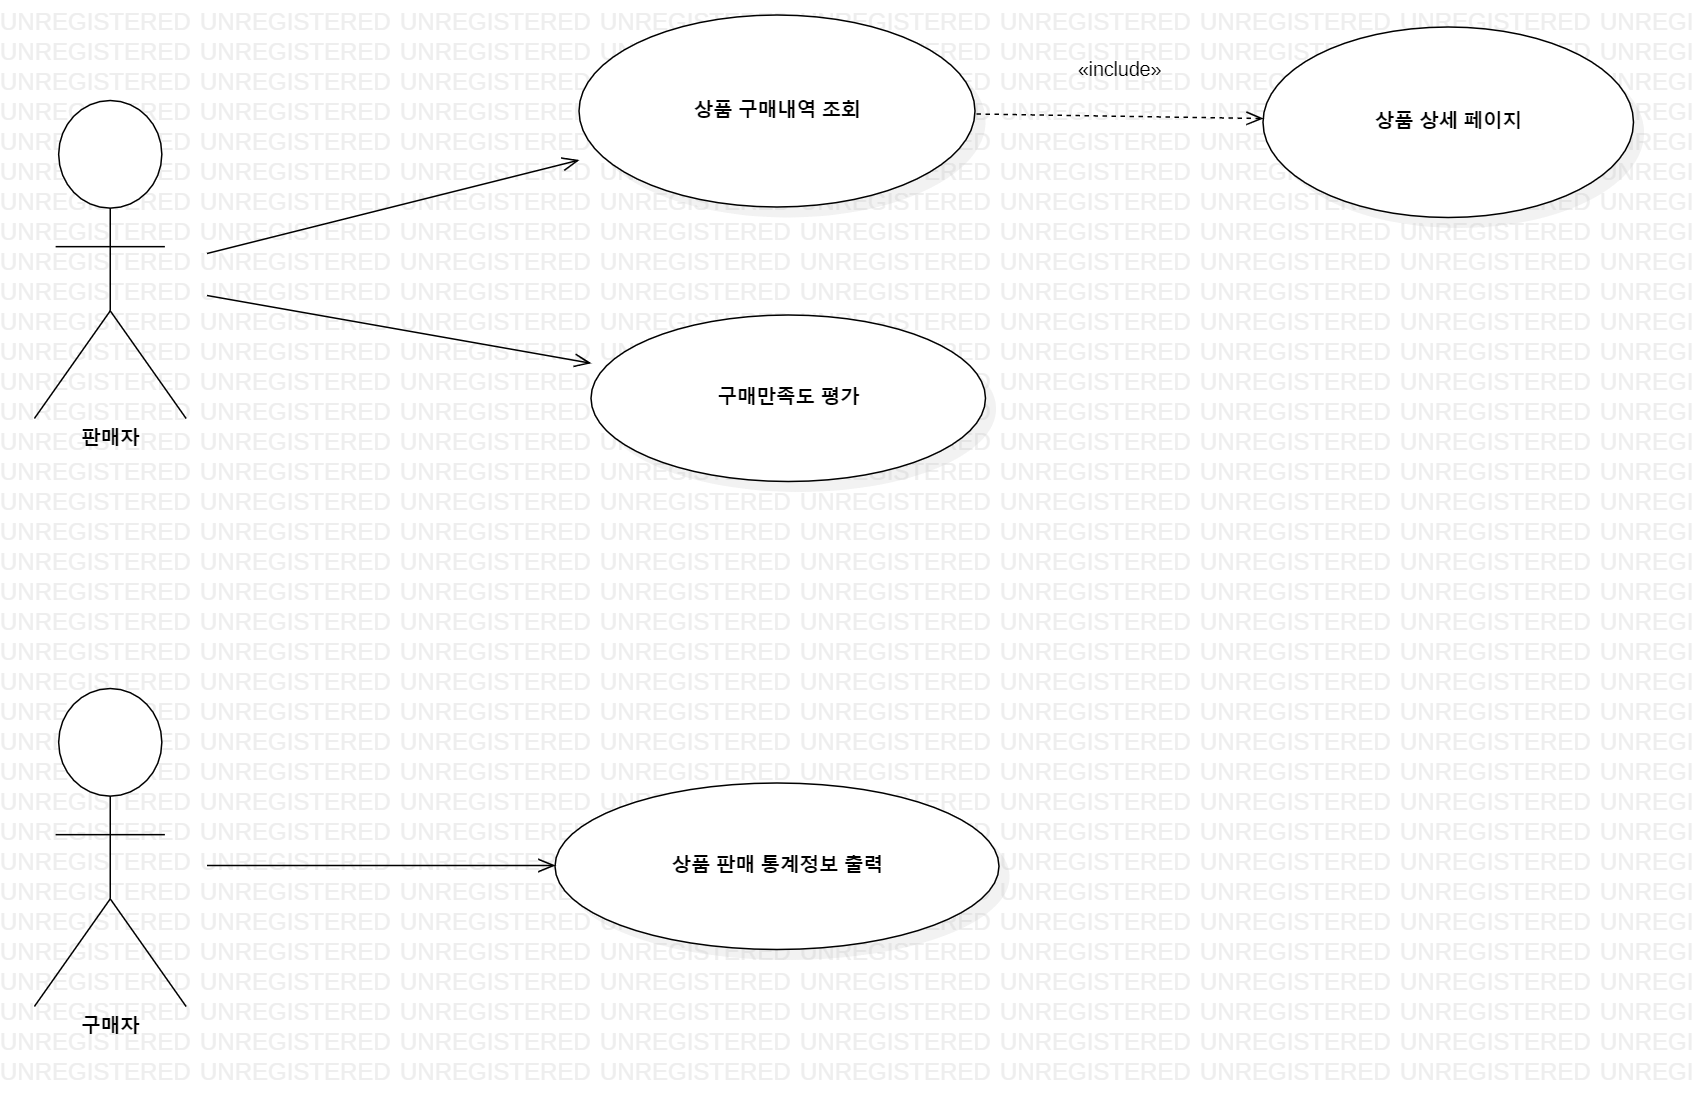 «include»
상품 구매내역 조회
상품 상세 페이지
구매만족도 평가
판매자
상품 판매 통계정보 출력
구매자
UNREGISTERED